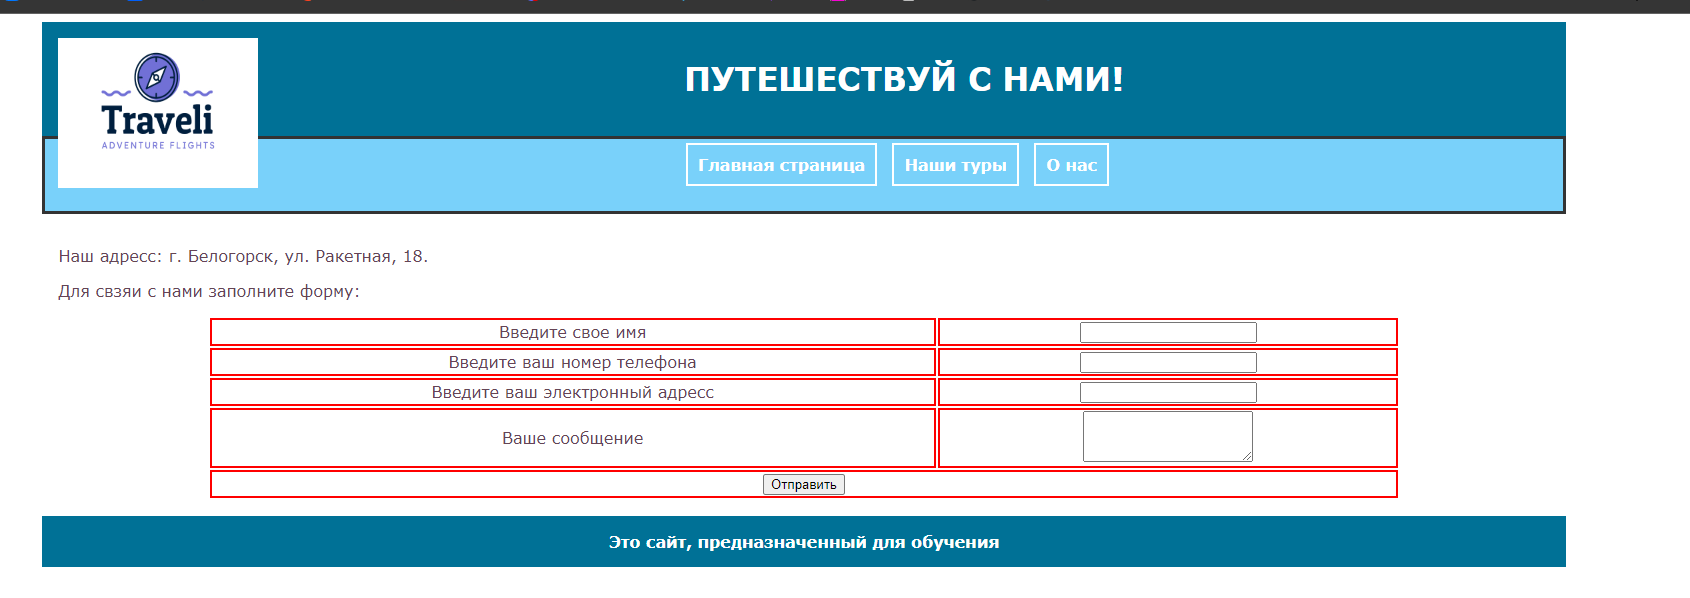 ПУТЕШЕСТВУЙ С НАМИ!
Traveli
ADVENTURE FLIGHTS
Главная страница Наши туры О нас
Наш адресс: г. Белогорск, ул. Ракетная, 18.
Для свзяи с нами заполните форму:
Введите свое имя
Введите ваш номер телефона
Введите ваш электронный адресс
Ваше сообщение
Отправить
Это сайт, предназначенный для обучения